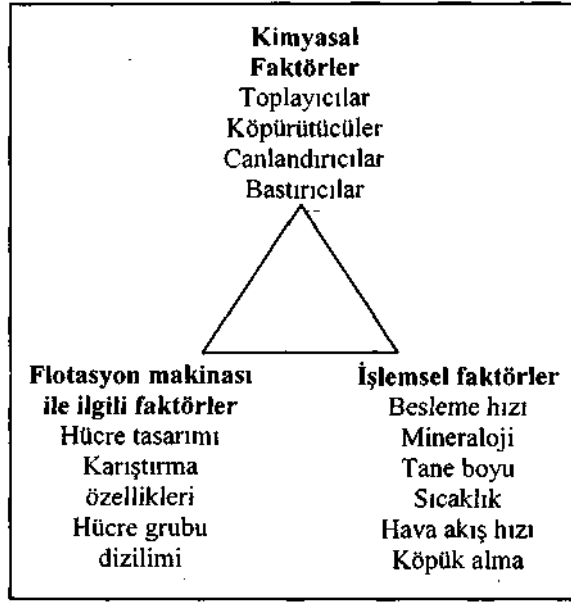 Kimyasal
Faktörler
Toplayıcılar
Köpürütücüler
Canlandırıcılar
Bastırıcılar
Flotasyon makinası
ile ilgili faktörler
Hücre tasarımı
Karıştırma
özellikleri
Hücre grubu
dizilimi
İşlemsel faktörler
Besleme hızı
Mineraloji
Tane boyu
Sıcaklık
Hava akış hızı
Köpük alma